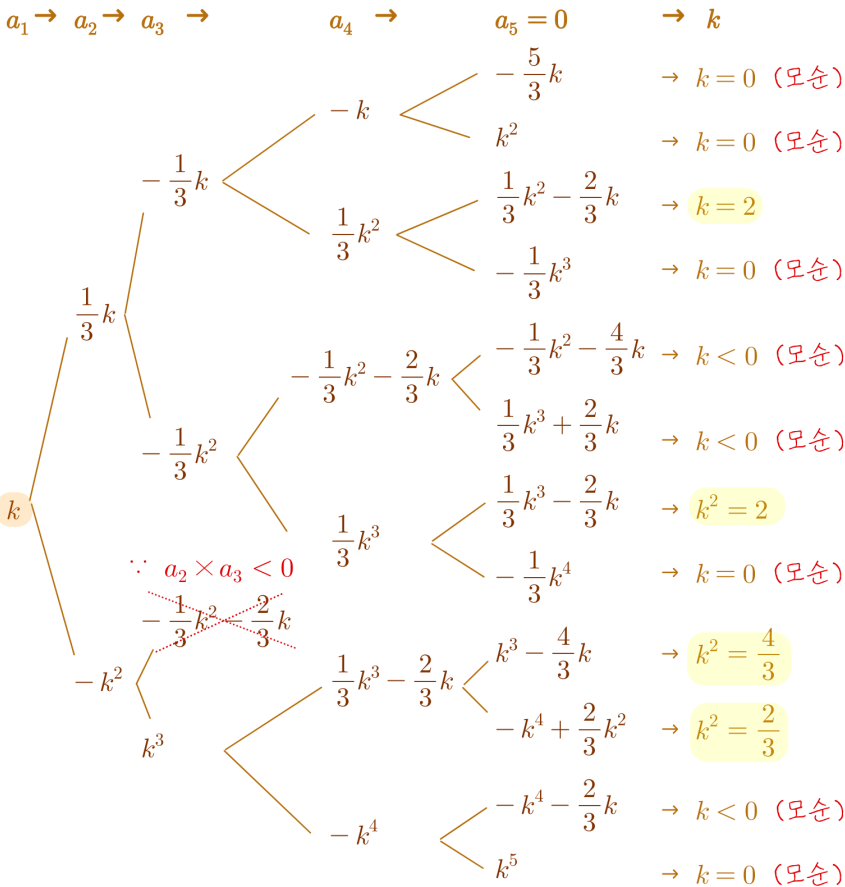 a₁ → a₂ → a₃ → a₄ → a₅ = 0 → k
− 5/3 k → k = 0 (모순)
− k
k² → k = 0 (모순)
− 1/3 k
1/3 k² − 2/3 k → k = 2
1/3 k²
− 1/3 k³ → k = 0 (모순)
1/3 k
− 1/3 k² − 4/3 k → k < 0 (모순)
− 1/3 k² − 2/3 k
1/3 k³ + 2/3 k → k < 0 (모순)
− 1/3 k²
k
1/3 k³ − 2/3 k → k² = 2
1/3 k³
− 1/3 k⁴ → k = 0 (모순)
∵ a₂ × a₃ < 0
− 1/3 k² − 2/3 k
k³ − 4/3 k → k² = 4/3
− k²
1/3 k³ − 2/3 k
− k⁴ + 2/3 k² → k² = 2/3
k³
− k⁴ − 2/3 k → k < 0 (모순)
− k⁴
k⁵ → k = 0 (모순)